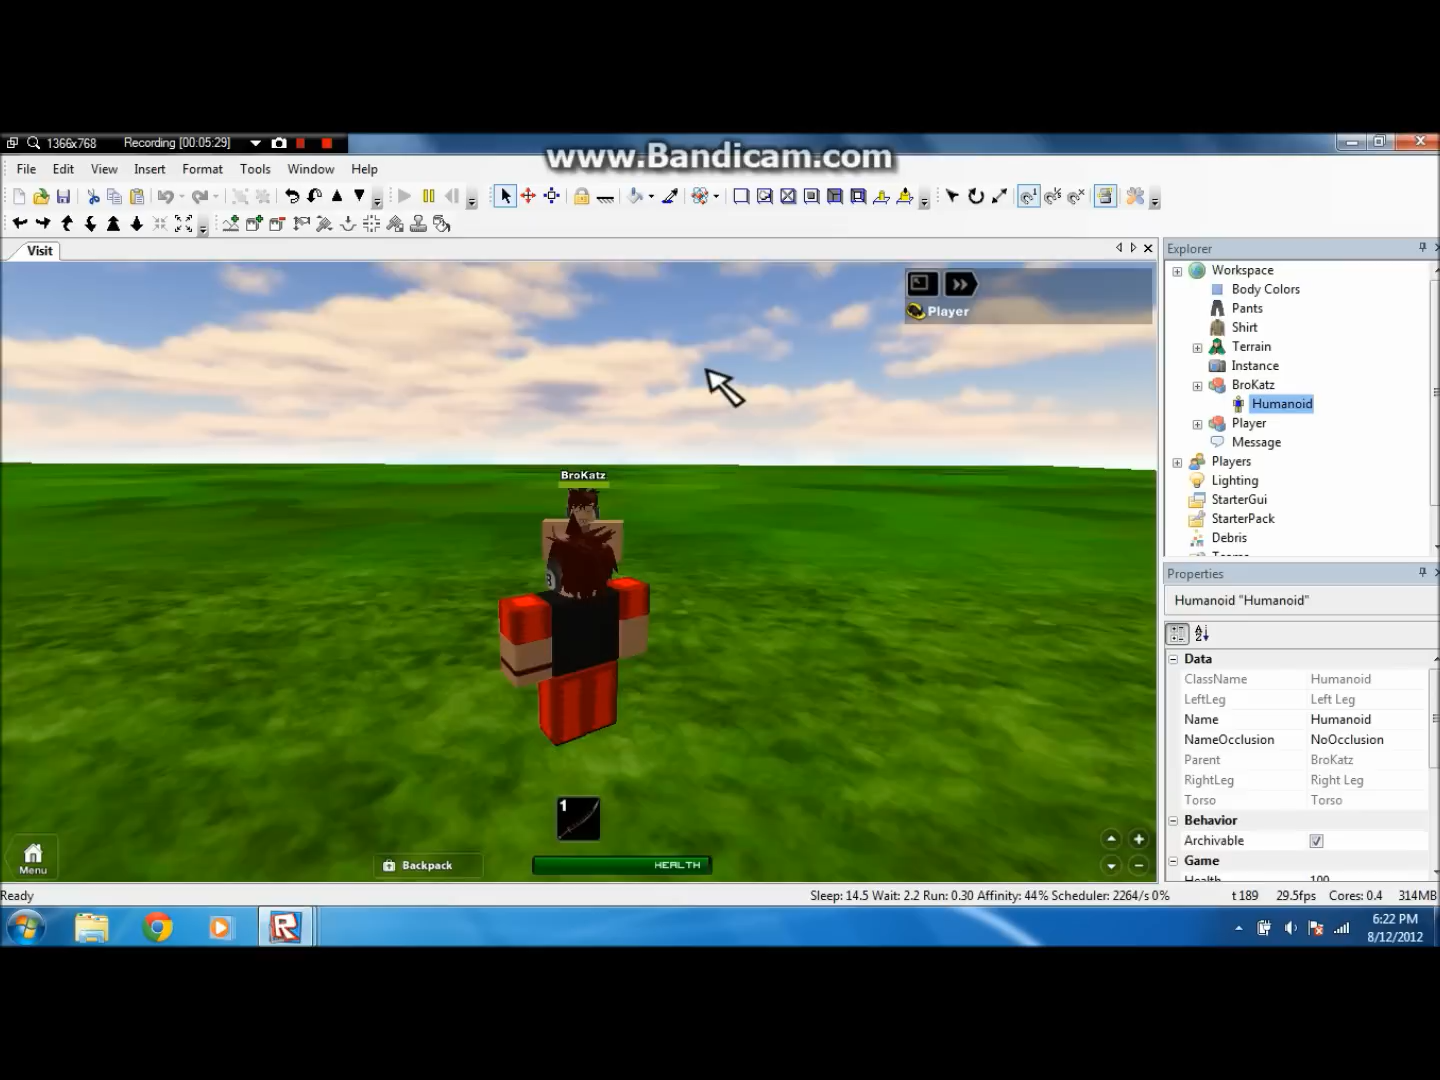 1366x768 Recording [00:05:29]
www.Bandicam.com
File Edit View Insert Format Tools Window Help
Visit
Explorer
Workspace
Body Colors
Pants
Shirt
Terrain
Instance
BroKatz
Humanoid
Player
Message
Players
Lighting
StarterGui
StarterPack
Debris
Player
BroKatz
1
Menu
Backpack
HEALTH
Properties
Humanoid "Humanoid"
Data
ClassName Humanoid
LeftLeg Left Leg
Name Humanoid
NameOcclusion NoOcclusion
Parent BroKatz
RightLeg Right Leg
Torso Torso
Behavior
Archivable
Game
Health 100
Ready Sleep: 14.5 Wait: 2.2 Run: 0.30 Affinity: 44% Scheduler: 2264/s 0% t 189 29.5fps Cores: 0.4 314MB
6:22 PM
8/12/2012